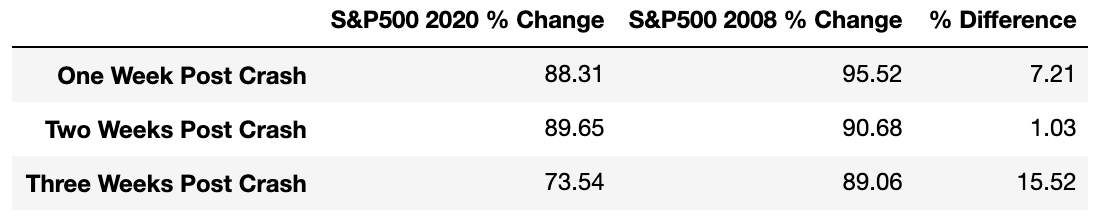 S&P500 2020 % Change S&P500 2008 % Change % Difference
One Week Post Crash 88.31 95.52 7.21
Two Weeks Post Crash 89.65 90.68 1.03
Three Weeks Post Crash 73.54 89.06 15.52